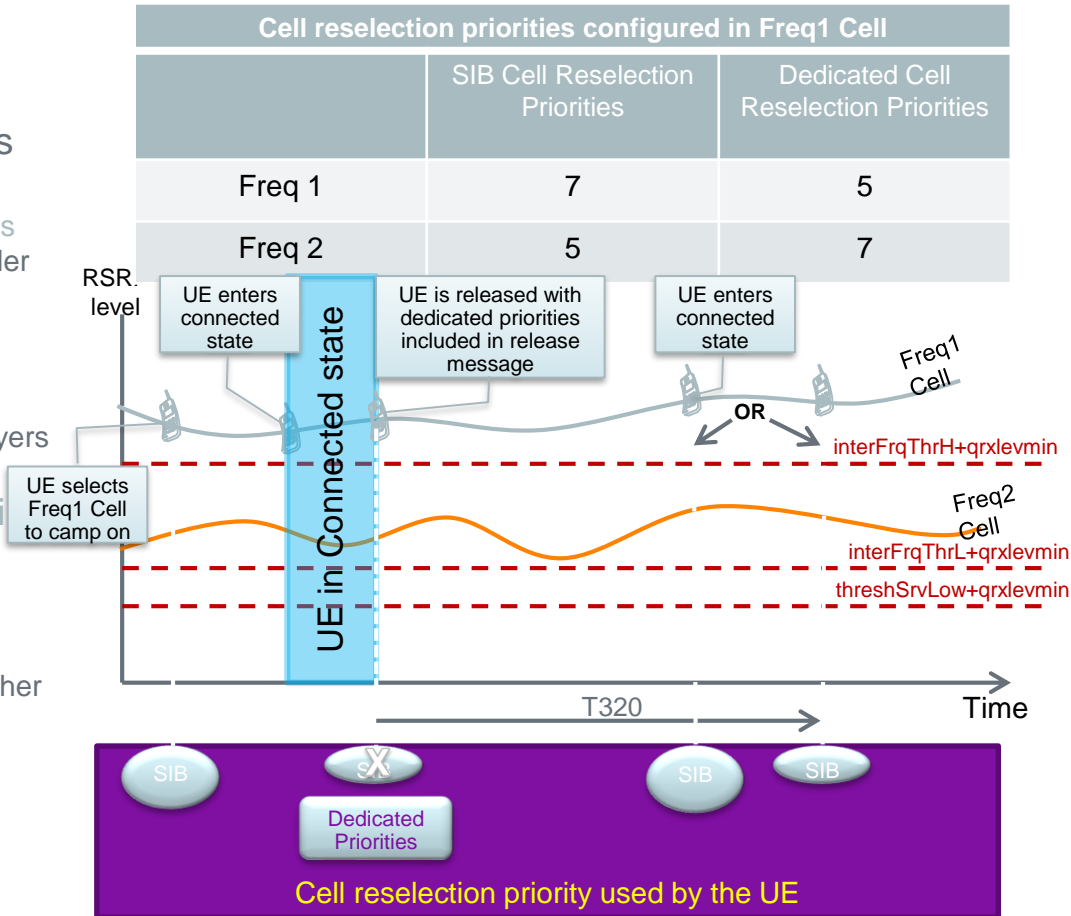 Cell reselection priorities configured in Freq1 Cell
SIB Cell Reselection
Priorities
Dedicated Cell
Reselection Priorities
Freq 1
7
5
Freq 2
5
7
level
UE enters
connected
state
UE is released with
dedicated priorities
included in release
message
UE enters
connected
state
UE in Connected state
Freq1
Cell
OR
yers
interFrqThrH+qrxlevmin
UE selects
Freq1 Cell
to camp on
Freq2
Cell
interFrqThrL+qrxlevmin
threshSrvLow+qrxlevmin
her
T320
Time
SIB
X
SIB
SIB
Dedicated
Priorities
Cell reselection priority used by the UE